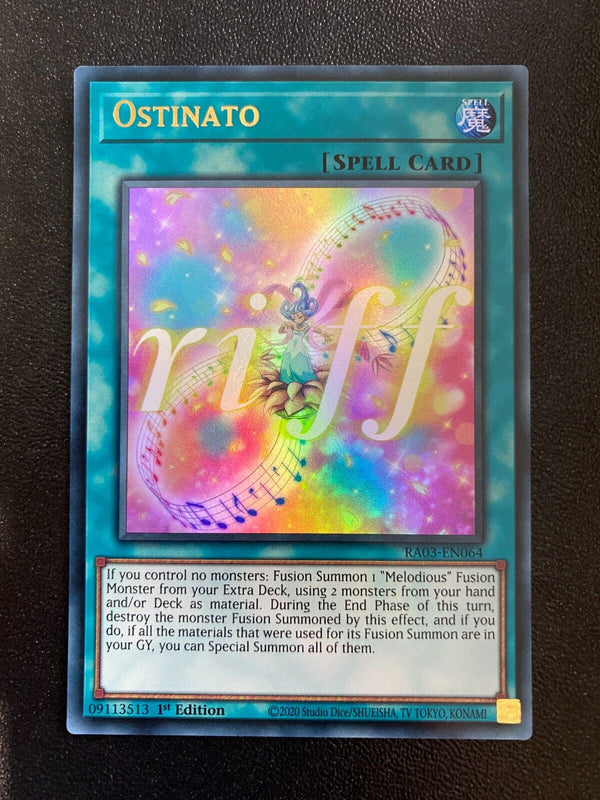 OSTINATO
SPELL
魔
[SPELL CARD]
riff
RA03-EN064
If you control no monsters: Fusion Summon 1 "Melodious" Fusion
Monster from your Extra Deck, using 2 monsters from your hand
and/or Deck as material. During the End Phase of this turn,
destroy the monster Fusion Summoned by this effect, and if you
do, if all the materials that were used for its Fusion Summon are in
your GY, you can Special Summon all of them.
09113513 1st Edition ©2020 Studio Dice/SHUEISHA, TV TOKYO, KONAMI